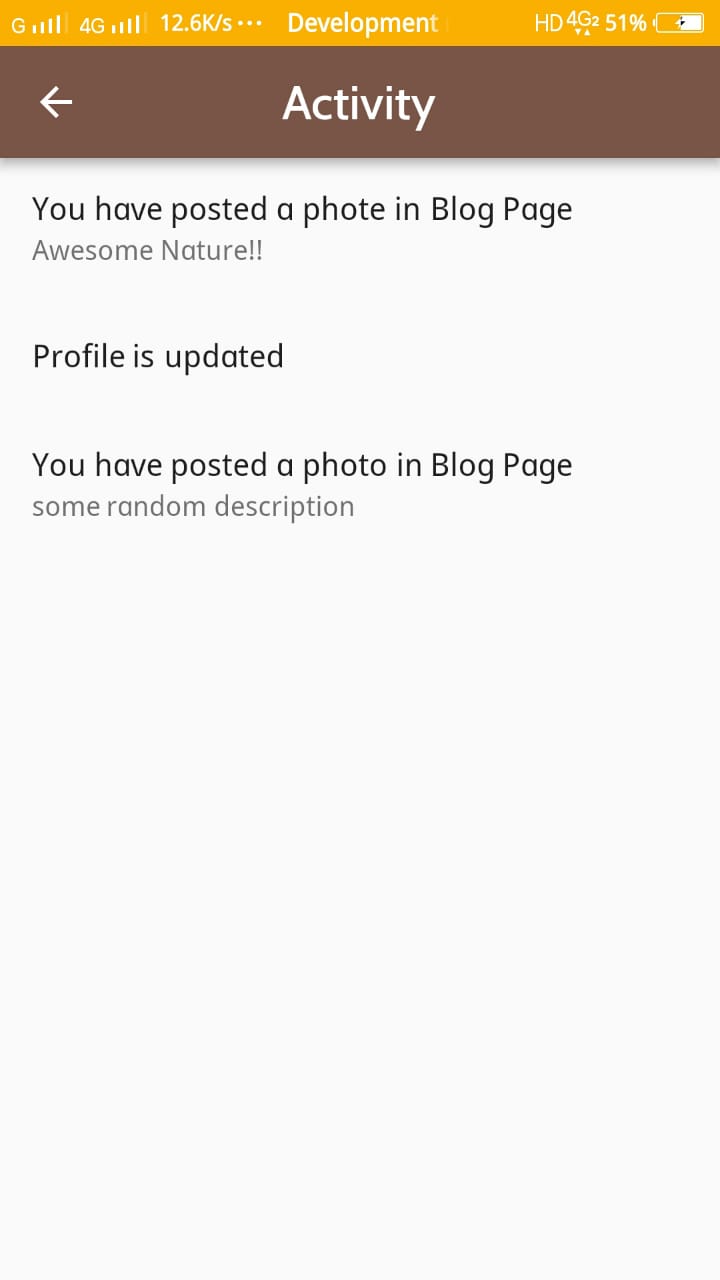 G 4G 12.6K/s ··· Development HD 4G2 51%
Activity
You have posted a phote in Blog Page
Awesome Nature!!
Profile is updated
You have posted a photo in Blog Page
some random description